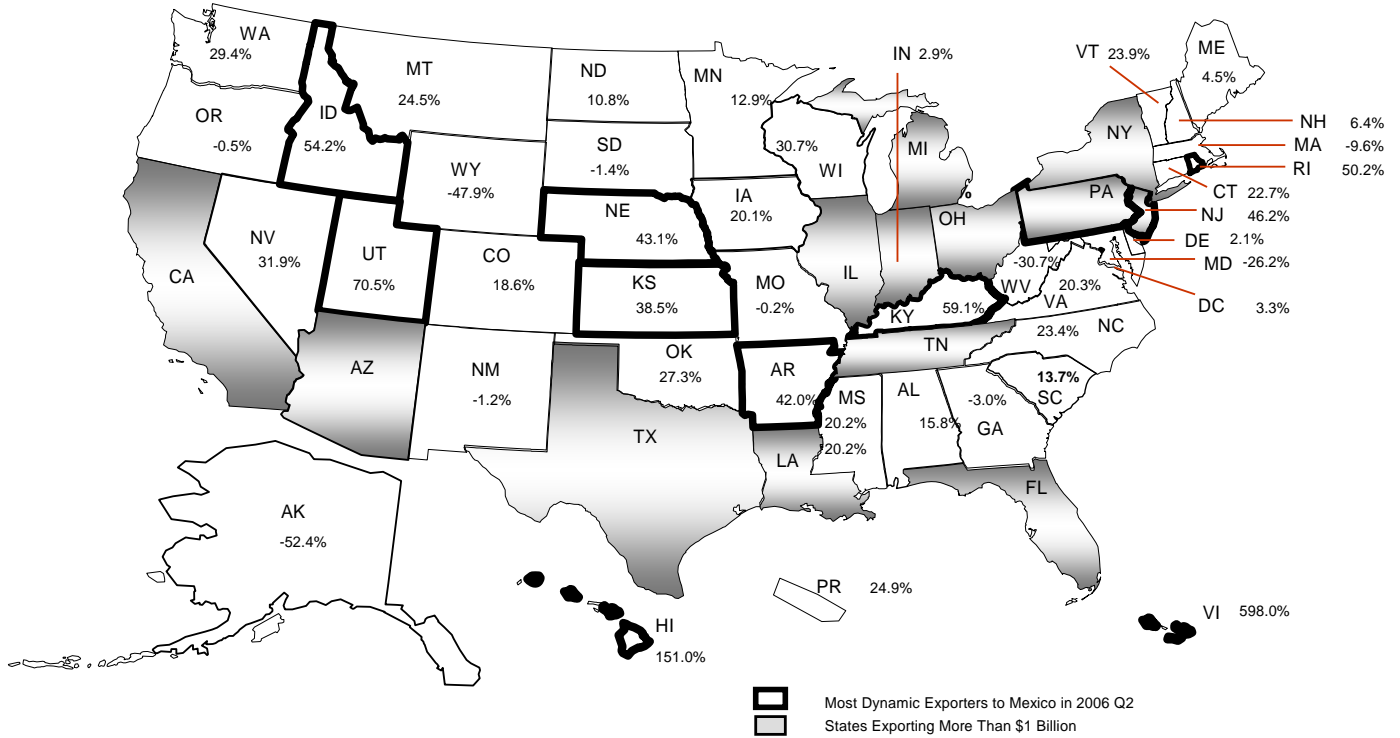 WA
29.4%
MT
24.5%
ND
10.8%
MN
12.9%
IN 2.9%
VT 23.9%
ME
4.5%
OR
-0.5%
ID
54.2%
WY
-47.9%
SD
-1.4%
30.7%
WI
MI
NY
NH 6.4%
MA -9.6%
RI 50.2%
CT 22.7%
NJ 46.2%
DE 2.1%
MD -26.2%
DC 3.3%
NE
43.1%
IA
20.1%
PA
OH
CA
NV
31.9%
UT
70.5%
CO
18.6%
KS
38.5%
MO
-0.2%
IL
-30.7%
WV
20.3%
VA
KY
59.1%
AZ
NM
-1.2%
OK
27.3%
AR
42.0%
TN
23.4%
NC
13.7%
SC
TX
LA
MS
20.2%
20.2%
AL
15.8%
-3.0%
GA
FL
AK
-52.4%
HI
151.0%
PR 24.9%
VI 598.0%
Most Dynamic Exporters to Mexico in 2006 Q2
States Exporting More Than $1 Billion